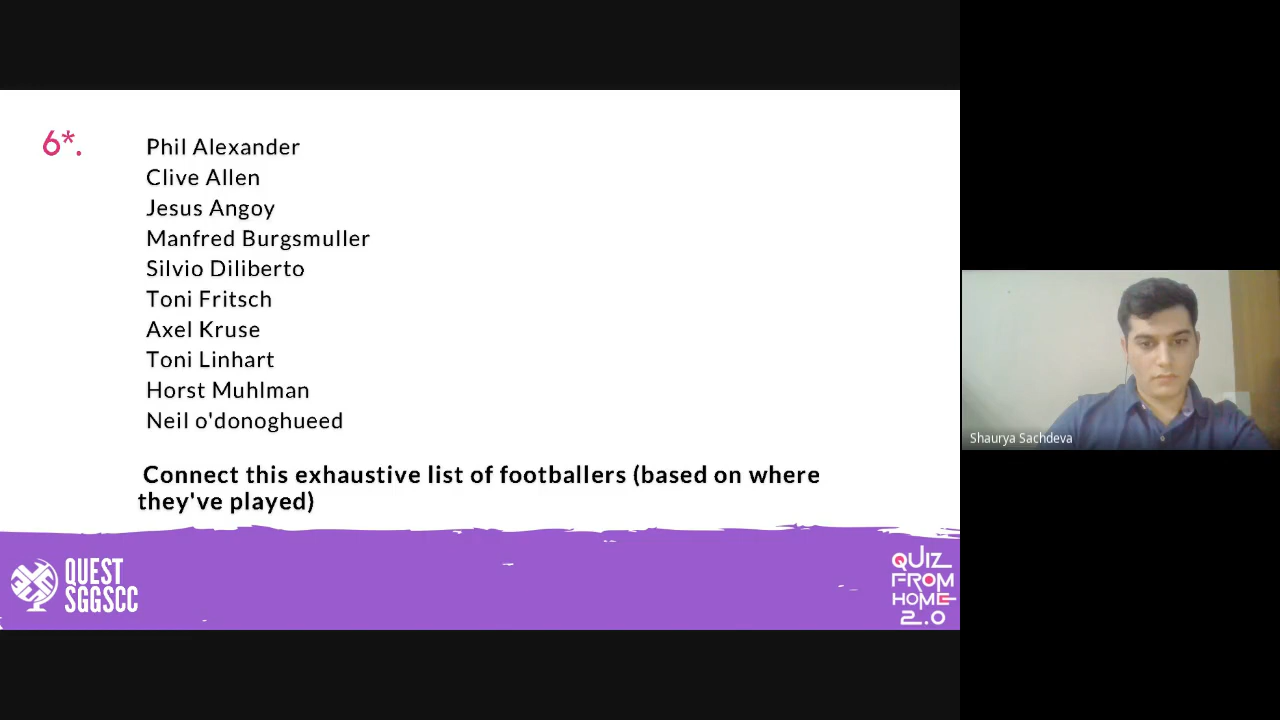 6*.
Phil Alexander
Clive Allen
Jesus Angoy
Manfred Burgsmuller
Silvio Diliberto
Toni Fritsch
Axel Kruse
Toni Linhart
Horst Muhlman
Neil o'donoghueed
Connect this exhaustive list of footballers (based on where
they've played)
QUEST
SGGSCC
QUIZ
FROM
HOME
2.0
Shaurya Sachdeva